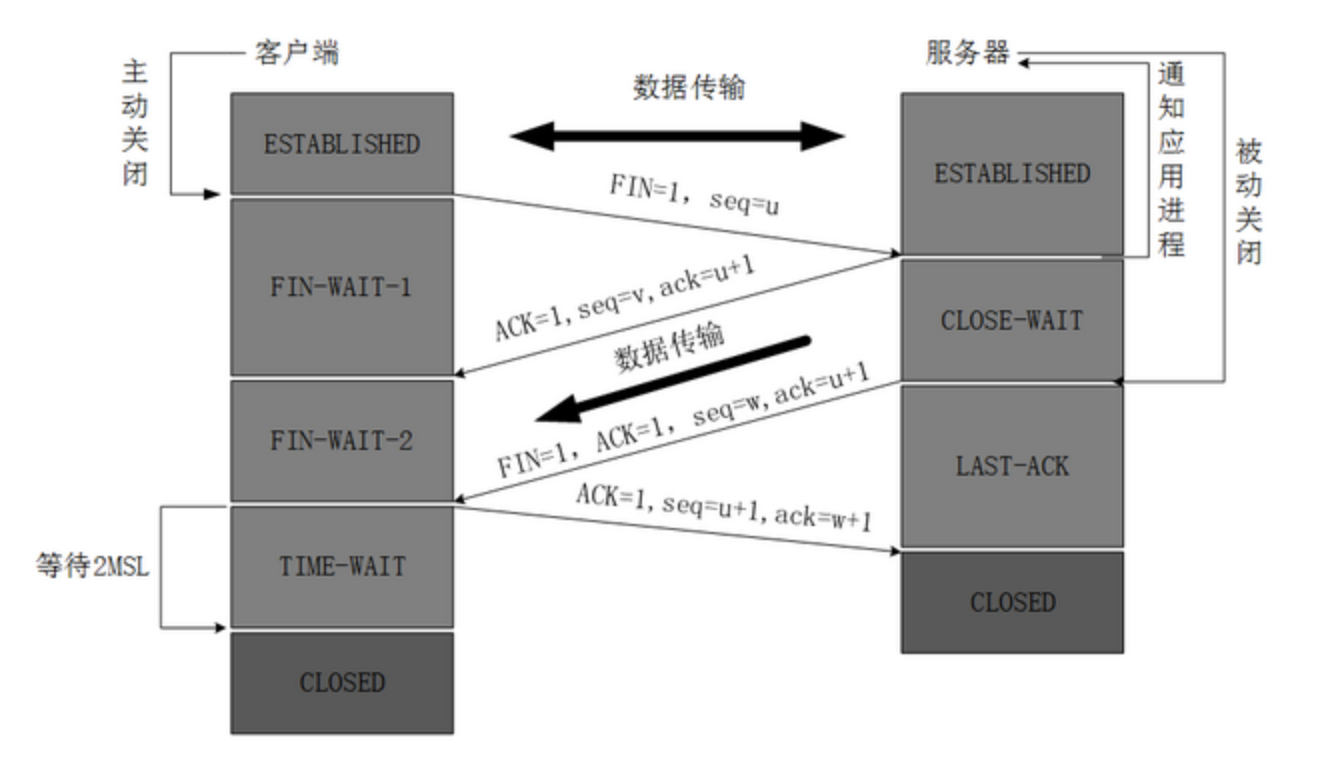 客户端
服务器
主动关闭
数据传输
通知应用进程
被动关闭
ESTABLISHED
ESTABLISHED
FIN=1, seq=u
FIN-WAIT-1
ACK=1,seq=v,ack=u+1
CLOSE-WAIT
数据传输
FIN-WAIT-2
FIN=1, ACK=1, seq=w,ack=u+1
LAST-ACK
ACK=1,seq=u+1,ack=w+1
等待2MSL
TIME-WAIT
CLOSED
CLOSED